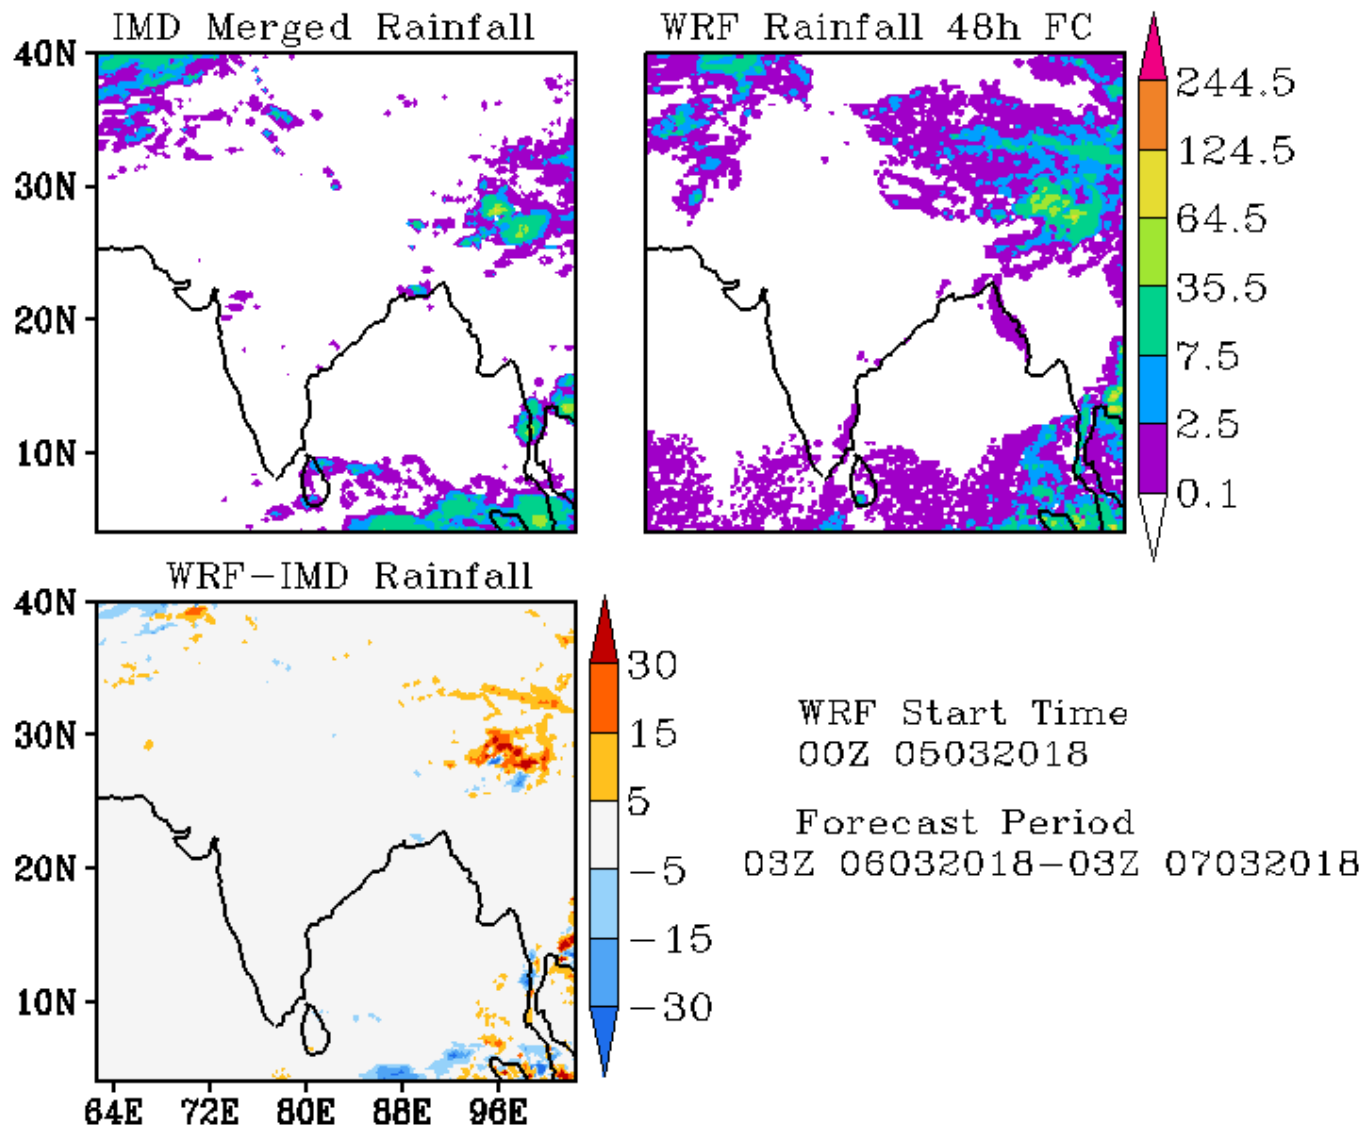 IMD Merged Rainfall
WRF Rainfall 48h FC
40N
30N
20N
10N
244.5
124.5
64.5
35.5
7.5
2.5
0.1
WRF-IMD Rainfall
40N
30N
20N
10N
64E 72E 80E 88E 96E
30
15
5
-5
-15
-30
WRF Start Time
00Z 05032018
Forecast Period
03Z 06032018-03Z 07032018